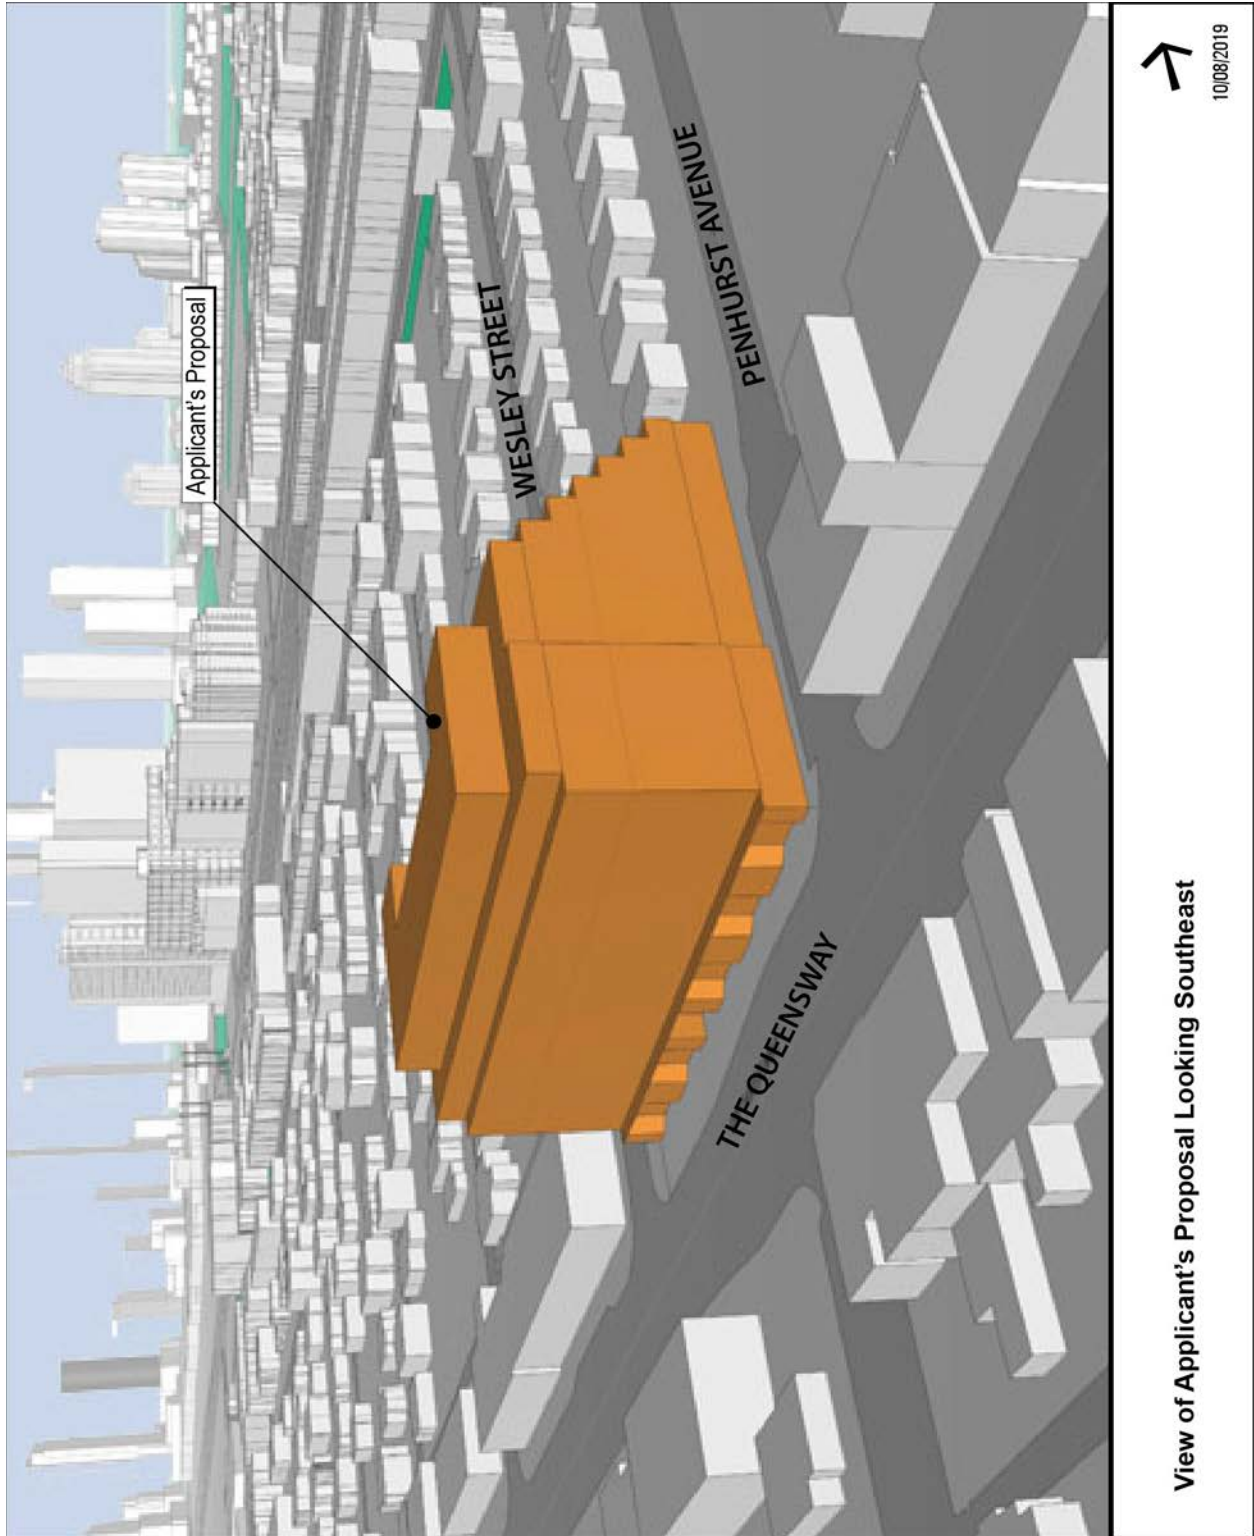 Applicant's Proposal
WESLEY STREET
PENHURST AVENUE
THE QUEENSWAY
View of Applicant's Proposal Looking Southeast
10/08/2019